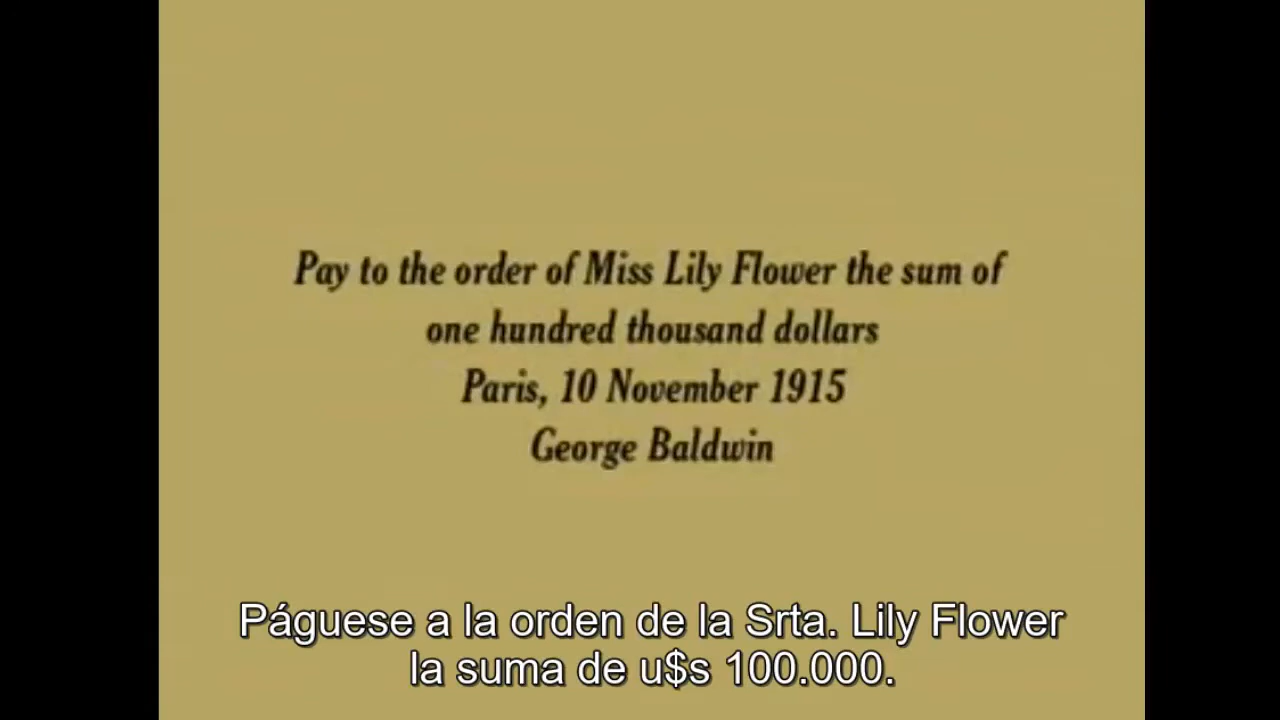 Pay to the order of Miss Lily Flower the sum of
one hundred thousand dollars
Paris, 10 November 1915
George Baldwin
Páguese a la orden de la Srta. Lily Flower
la suma de u$s 100.000.